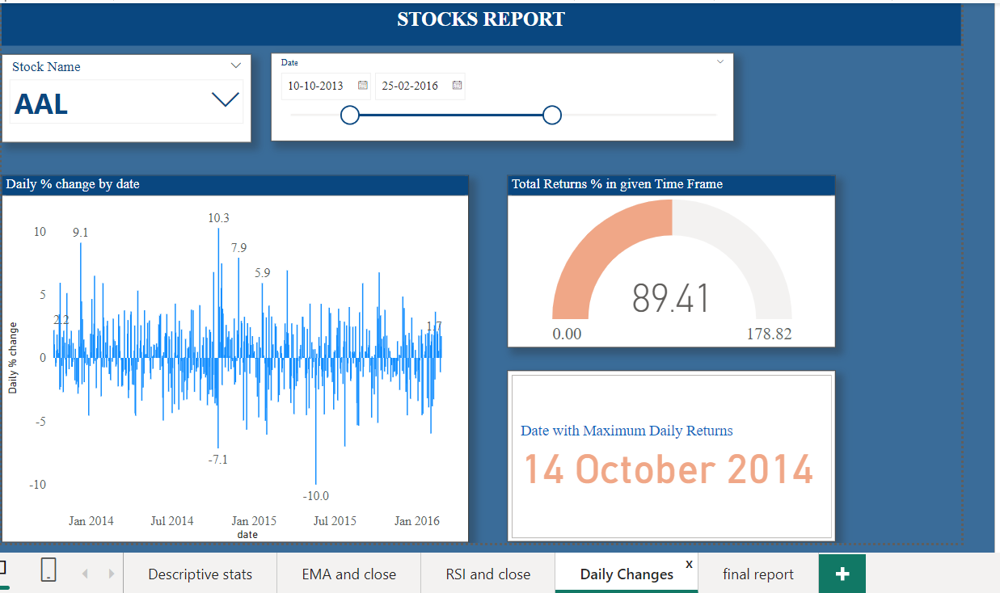 STOCKS REPORT
Stock Name
AAL
Date
10-10-2013
25-02-2016
Daily % change by date
Daily % change
10
5
0
-5
-10
2.2
9.1
10.3
7.9
5.9
1.7
-7.1
-10.0
Jan 2014
Jul 2014
Jan 2015
Jul 2015
Jan 2016
date
Total Returns % in given Time Frame
89.41
0.00
178.82
Date with Maximum Daily Returns
14 October 2014
Descriptive stats
EMA and close
RSI and close
Daily Changes
x
final report
+